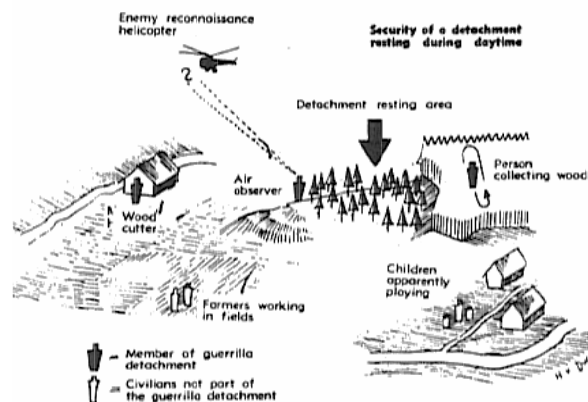 Enemy reconnaissance
helicopter
Security of a detachment
resting during daytime
?
Detachment resting area
Air
observer
Person
collecting wood
Wood
cutter
Children
apparently
playing
Farmers working
in fields
= Member of guerrilla
detachment
= Civilians not part of
the guerrilla detachment